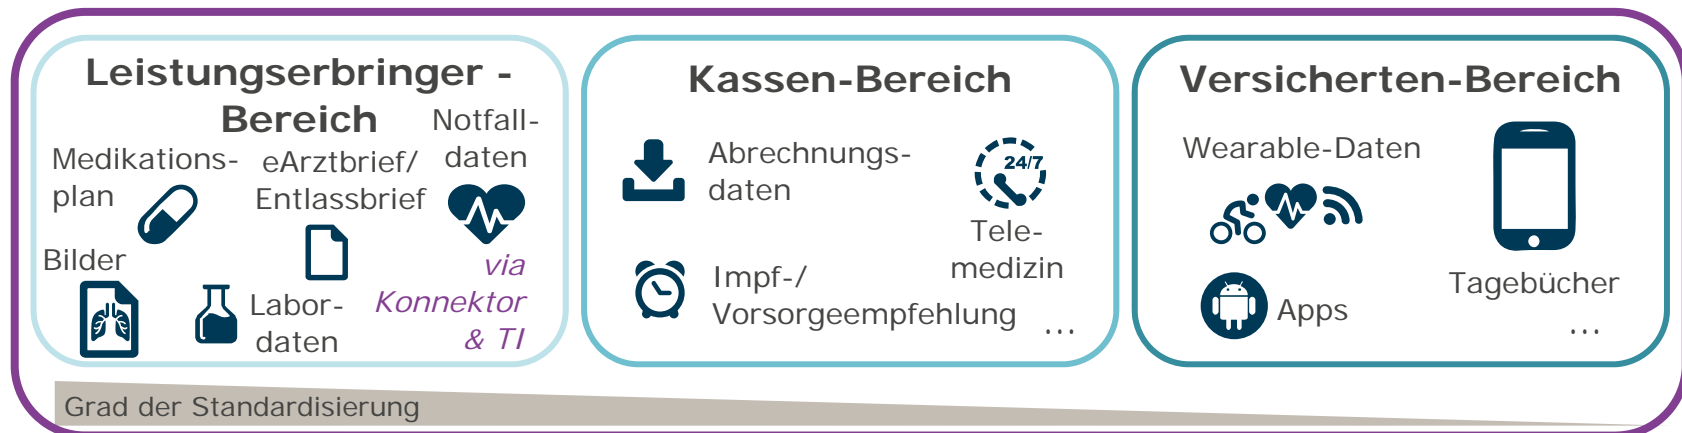 Leistungserbringer -
Bereich
Medikations-
plan
eArztbrief/
Entlassbrief
Notfall-
daten
Bilder
Labor-
daten
via
Konnektor
& TI
Kassen-Bereich
Abrechnungs-
daten
24/7
Tele-
medizin
Impf-/
Vorsorgeempfehlung
...
Versicherten-Bereich
Wearable-Daten
Apps
Tagebücher
...
Grad der Standardisierung